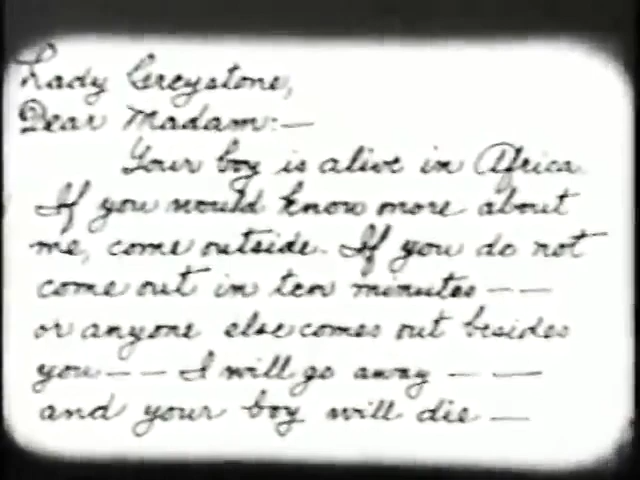 Lady Greystone,
Dear Madam:—
Your boy is alive in Africa.
If you would know more about
me, come outside. If you do not
come out in ten minutes — —
or anyone else comes out besides
you — — I will go away — —
and your boy will die —